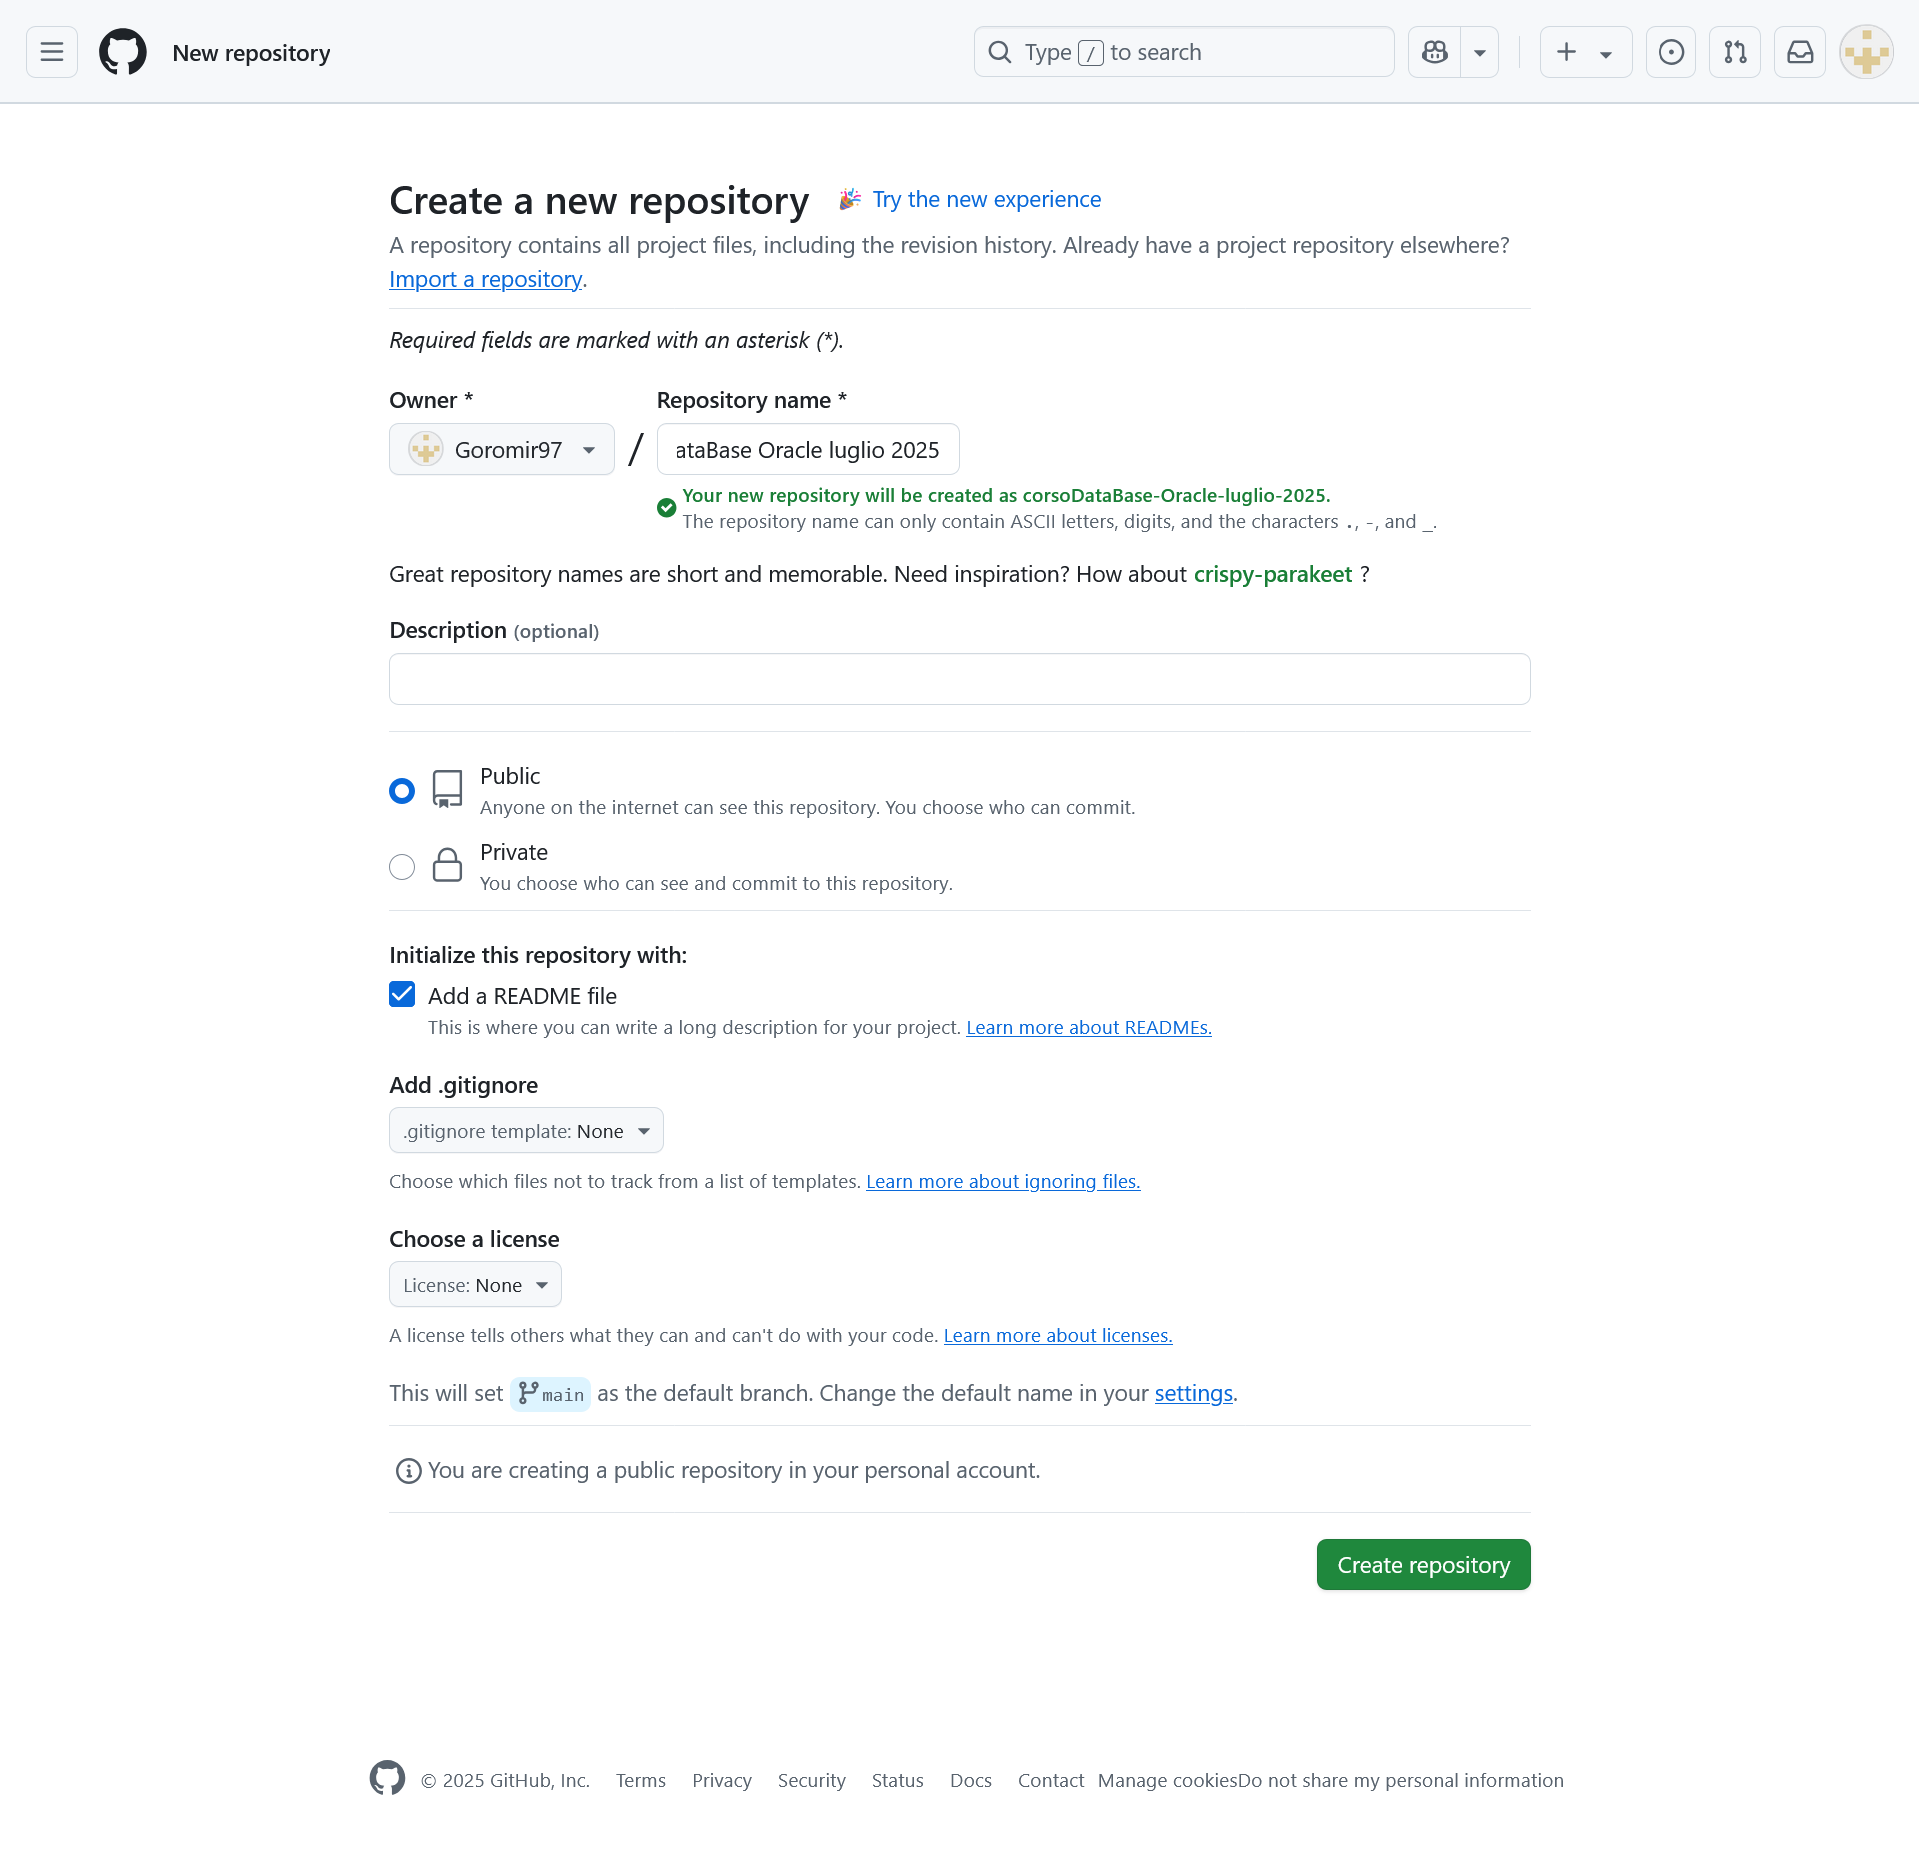 New repository
Type / to search
Create a new repository
Try the new experience
A repository contains all project files, including the revision history. Already have a project repository elsewhere?
Import a repository.
Required fields are marked with an asterisk (*).
Owner *
Repository name *
Goromir97
/
ataBase Oracle luglio 2025
Your new repository will be created as corsoDataBase-Oracle-luglio-2025.
The repository name can only contain ASCII letters, digits, and the characters ., -, and _.
Great repository names are short and memorable. Need inspiration? How about crispy-parakeet ?
Description (optional)
Public
Anyone on the internet can see this repository. You choose who can commit.
Private
You choose who can see and commit to this repository.
Initialize this repository with:
Add a README file
This is where you can write a long description for your project. Learn more about READMEs.
Add .gitignore
.gitignore template: None
Choose which files not to track from a list of templates. Learn more about ignoring files.
Choose a license
License: None
A license tells others what they can and can't do with your code. Learn more about licenses.
This will set main as the default branch. Change the default name in your settings.
You are creating a public repository in your personal account.
Create repository
© 2025 GitHub, Inc. Terms Privacy Security Status Docs Contact Manage cookiesDo not share my personal information